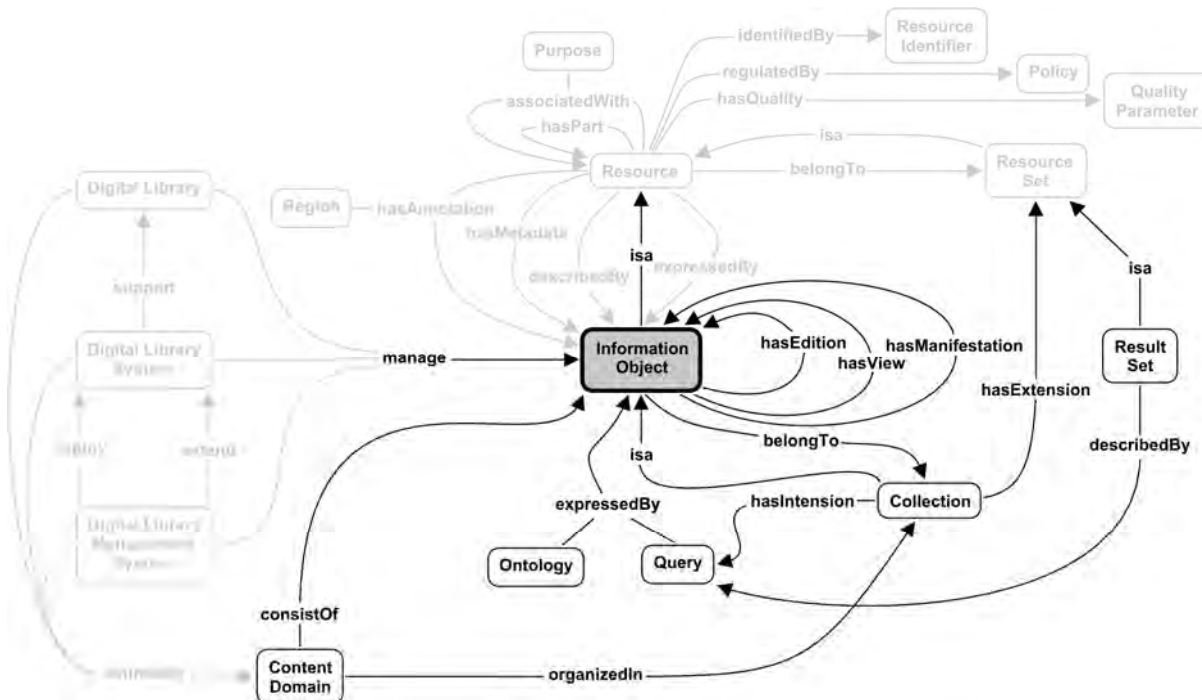 identifiedBy
Resource
Identifier
Purpose
regulatedBy
Policy
associatedWith
hasQuality
Quality
Parameter
hasPart
isa
Resource
belongTo
Resource
Set
Digital Library
Region
hasAnnotation
hasMetadata
isa
describedBy
expressedBy
isa
support
Digital Library
System
manage
Information
Object
hasEdition
hasView
hasManifestation
Result
Set
hasExtension
belongTo
describedBy
isa
deploy
extend
expressedBy
hasIntension
Collection
Digital Library
Management
System
Ontology
Query
consistOf
Content
Domain
organizedIn